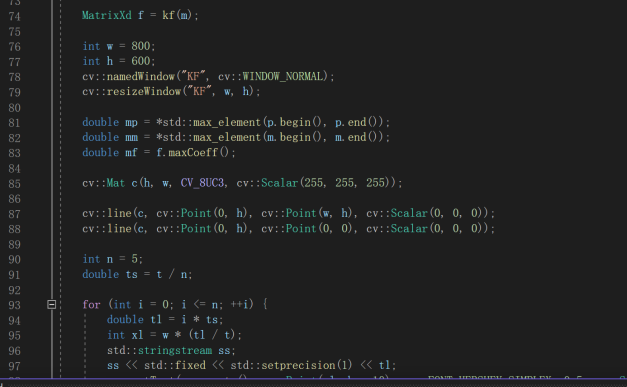 73
74 MatrixXd f = kf(m);
75
76 int w = 800;
77 int h = 600;
78 cv::namedWindow("KF", cv::WINDOW_NORMAL);
79 cv::resizeWindow("KF", w, h);
80
81 double mp = *std::max_element(p.begin(), p.end());
82 double mm = *std::max_element(m.begin(), m.end());
83 double mf = f.maxCoeff();
84
85 cv::Mat c(h, w, CV_8UC3, cv::Scalar(255, 255, 255));
86
87 cv::line(c, cv::Point(0, h), cv::Point(w, h), cv::Scalar(0, 0, 0));
88 cv::line(c, cv::Point(0, h), cv::Point(0, 0), cv::Scalar(0, 0, 0));
89
90 int n = 5;
91 double ts = t / n;
92
93 for (int i = 0; i <= n; ++i) {
94 double tl = i * ts;
95 int xl = w * (tl / t);
96 std::stringstream ss;
97 ss << std::fixed << std::setprecision(1) << tl;